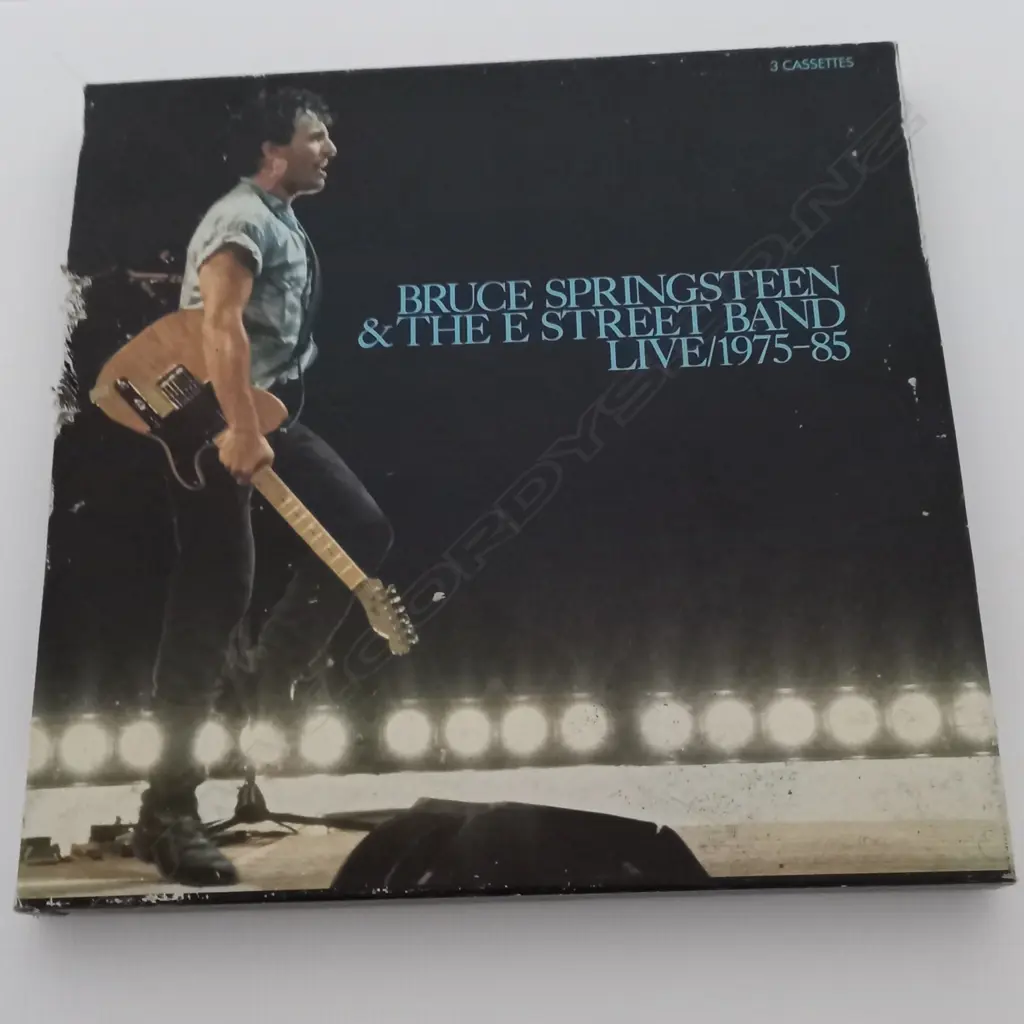 3 CASSETTES
BRUCE SPRINGSTEEN
& THE E STREET BAND
LIVE/1975-85